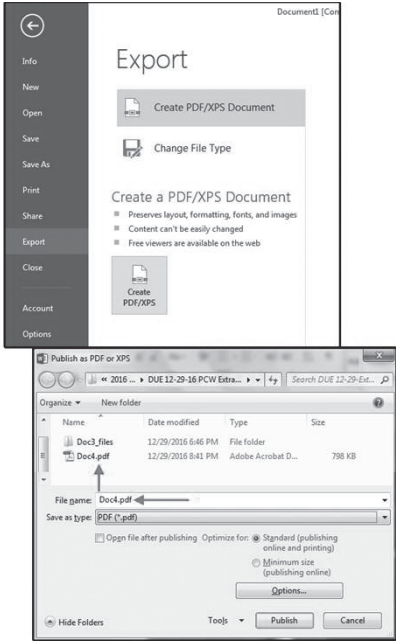 Document1 [Con
Info
New
Open
Save
Save As
Print
Share
Export
Close
Account
Options
Export
Create PDF/XPS Document
Change File Type
Create a PDF/XPS Document
Preserves layout, formatting, fonts, and images
Content can't be easily changed
Free viewers are available on the web
Create
PDF/XPS
Publish as PDF or XPS
« 2016 ... ▸ DUE 12-29-16 PCW Extra... ▸ Search DUE 12-29-Ext...
Organize New folder
Name Date modified Type Size
Doc3_files 12/29/2016 6:46 PM File folder
Doc4.pdf 12/29/2016 8:41 PM Adobe Acrobat D... 798 KB
File name: Doc4.pdf
Save as type: PDF (*.pdf)
Open file after publishing Optimize for: Standard (publishing
online and printing)
Minimum size
(publishing online)
Options...
Hide Folders Tools Publish Cancel